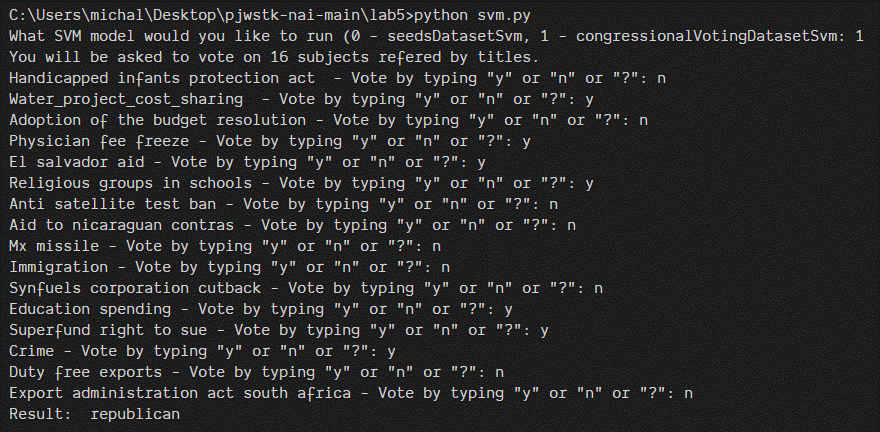 C:\Users\michal\Desktop\pjwstk-nai-main\lab5>python svm.py
What SVM model would you like to run (0 - seedsDatasetSvm, 1 - congressionalVotingDatasetSvm: 1
You will be asked to vote on 16 subjects refered by titles.
Handicapped infants protection act  - Vote by typing "y" or "n" or "?": n
Water_project_cost_sharing  - Vote by typing "y" or "n" or "?": y
Adoption of the budget resolution - Vote by typing "y" or "n" or "?": n
Physician fee freeze - Vote by typing "y" or "n" or "?": y
El salvador aid - Vote by typing "y" or "n" or "?": y
Religious groups in schools - Vote by typing "y" or "n" or "?": y
Anti satellite test ban - Vote by typing "y" or "n" or "?": n
Aid to nicaraguan contras - Vote by typing "y" or "n" or "?": n
Mx missile - Vote by typing "y" or "n" or "?": n
Immigration - Vote by typing "y" or "n" or "?": n
Synfuels corporation cutback - Vote by typing "y" or "n" or "?": n
Education spending - Vote by typing "y" or "n" or "?": y
Superfund right to sue - Vote by typing "y" or "n" or "?": y
Crime - Vote by typing "y" or "n" or "?": y
Duty free exports - Vote by typing "y" or "n" or "?": n
Export administration act south africa - Vote by typing "y" or "n" or "?": n
Result:  republican